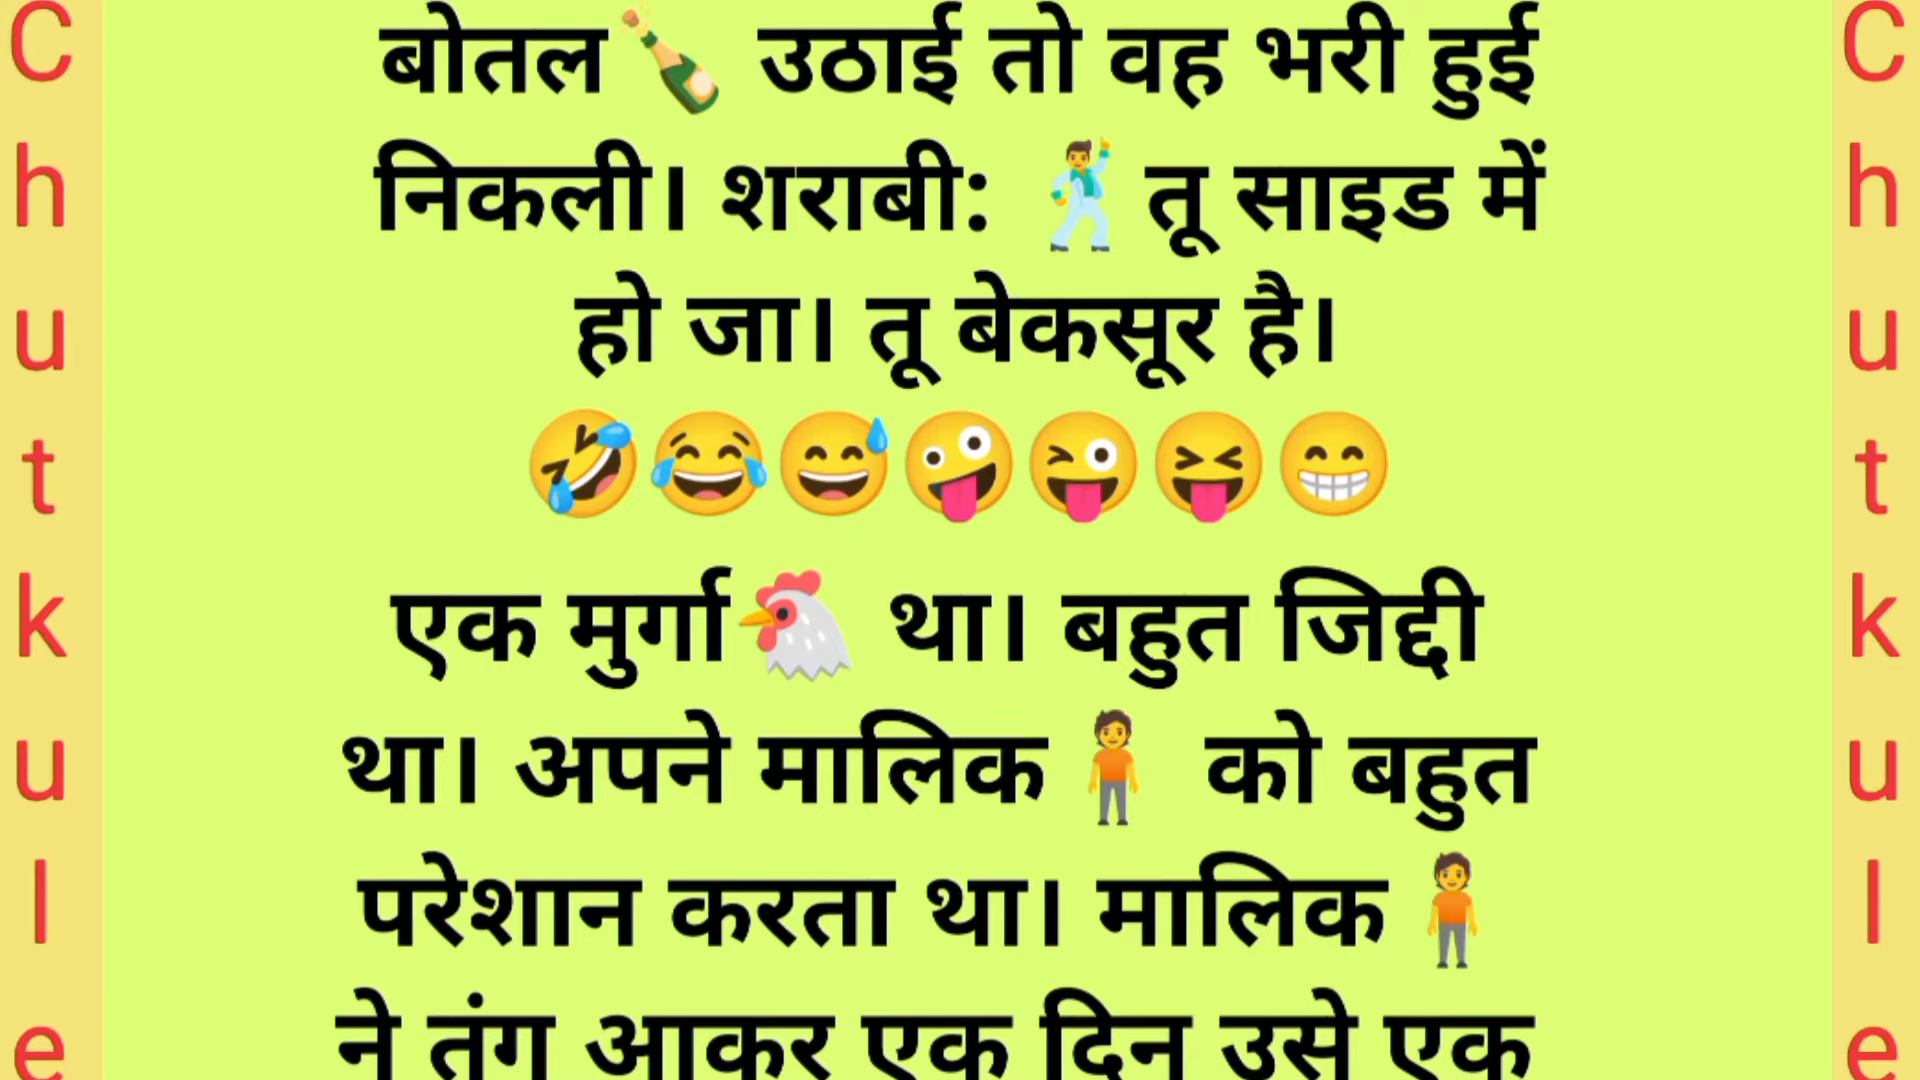 बोतल🍾 उठाई तो वह भरी हुई
निकली। शराबी: 🕺 तू साइड में
हो जा। तू बेकसूर है।
🤣😂😅🤪😜😝😁
एक मुर्गा🐔 था। बहुत जिद्दी
था। अपने मालिक🧍 को बहुत
परेशान करता था। मालिक🧍
ने तंग आकर एक दिन उसे एक
Chutkule
Chutkule